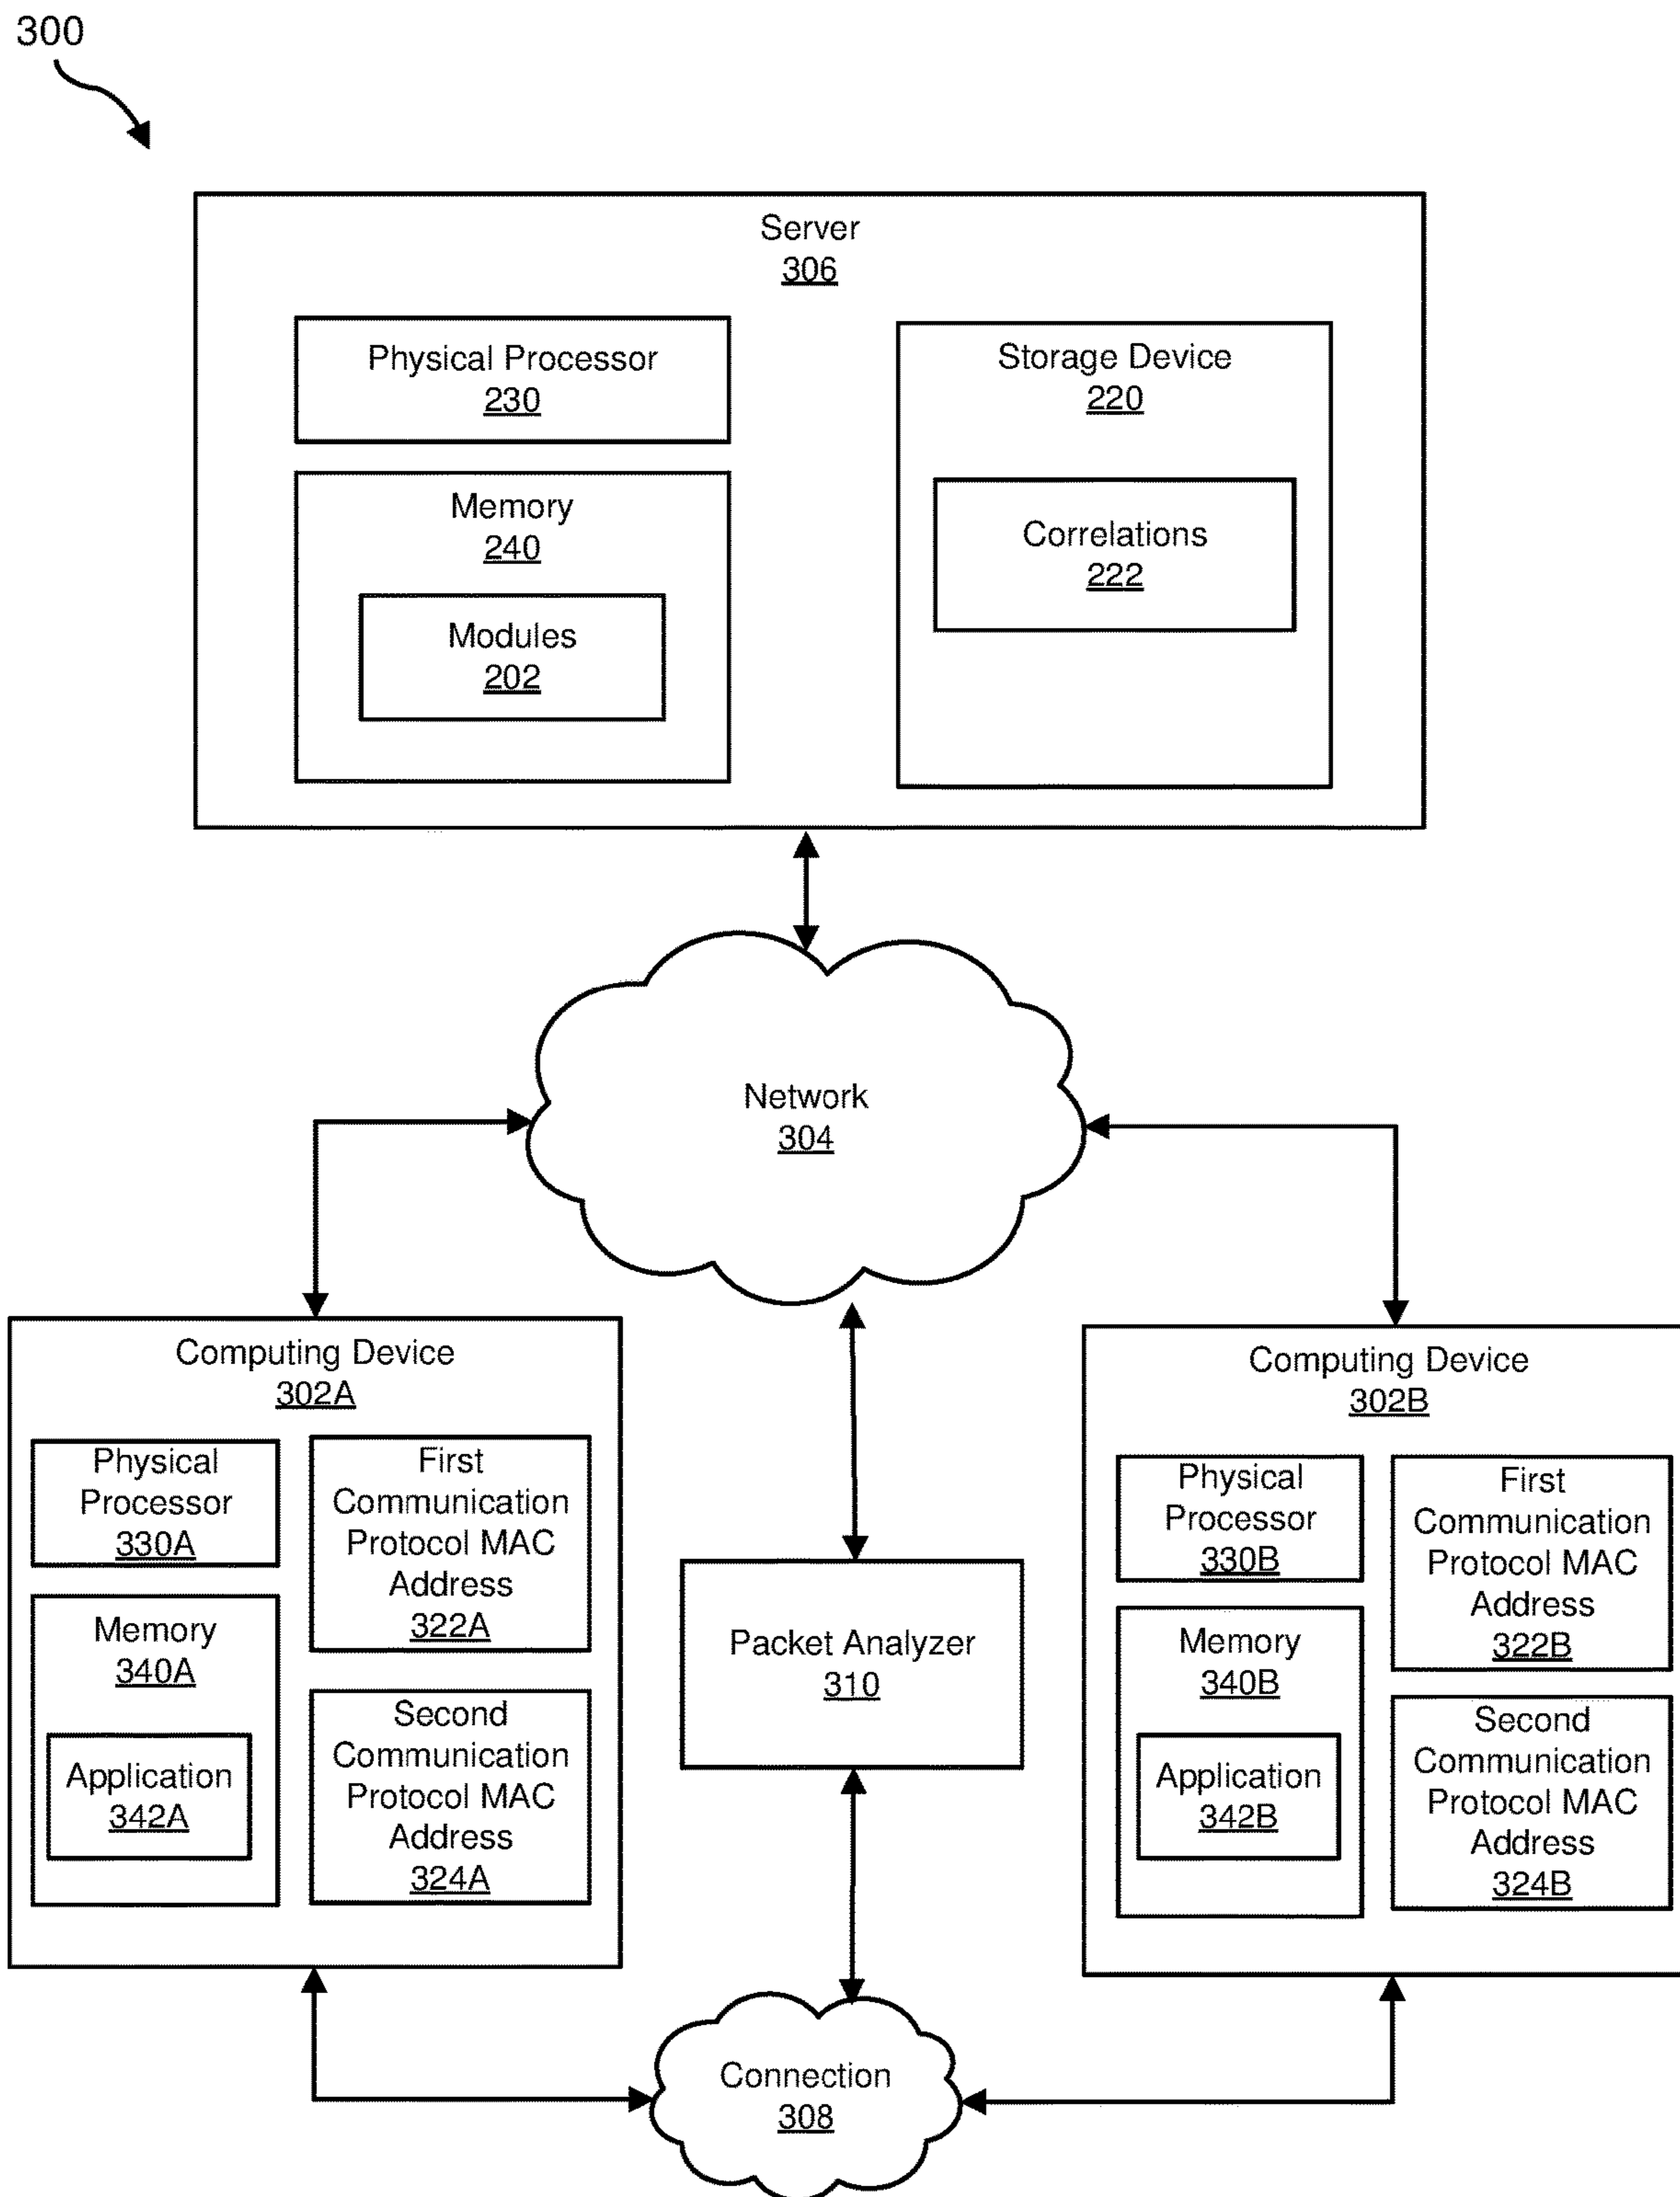 300
Server
306
Physical Processor
230
Memory
240
Modules
202
Storage Device
220
Correlations
222
Network
304
Computing Device
302A
Physical
Processor
330A
Memory
340A
Application
342A
First
Communication
Protocol MAC
Address
322A
Second
Communication
Protocol MAC
Address
324A
Packet Analyzer
310
Computing Device
302B
Physical
Processor
330B
Memory
340B
Application
342B
First
Communication
Protocol MAC
Address
322B
Second
Communication
Protocol MAC
Address
324B
Connection
308